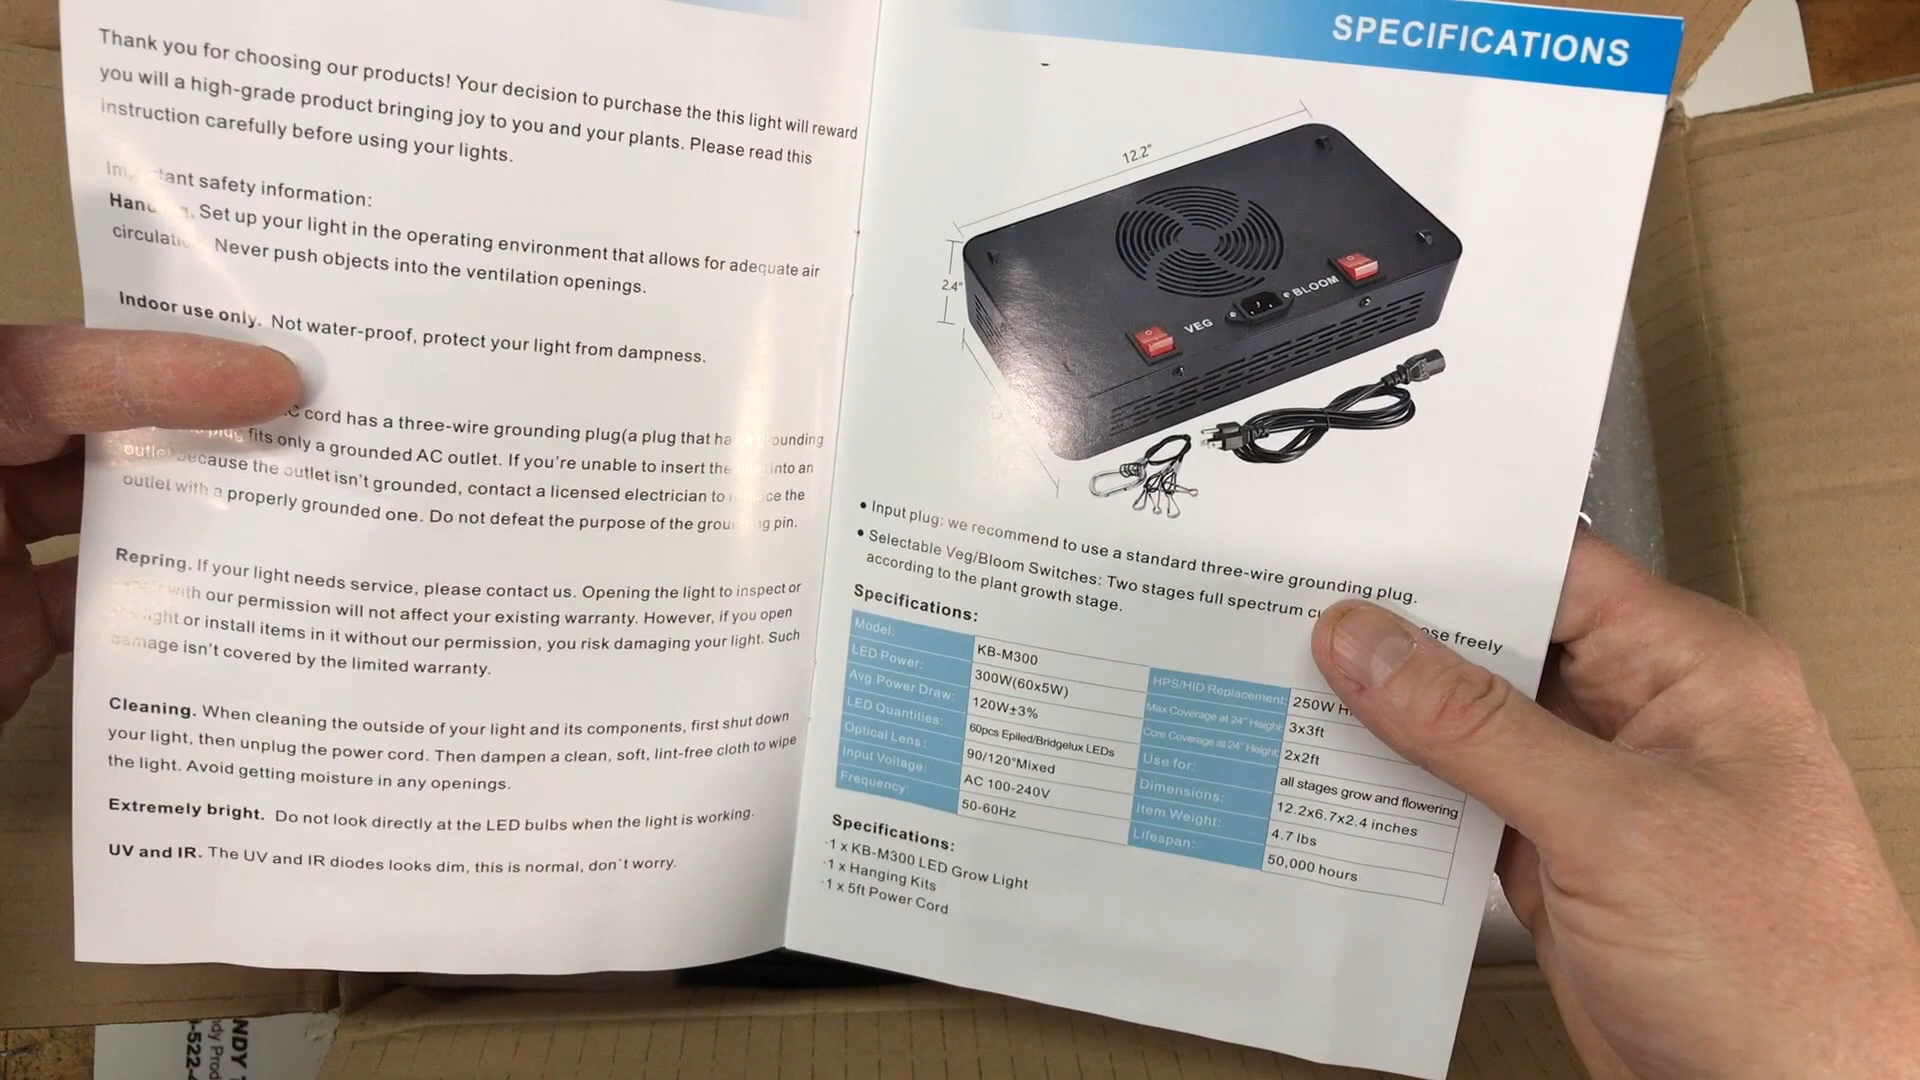 Thank you for choosing our products! Your decision to purchase the this light will reward
you will a high-grade product bringing joy to you and your plants. Please read this
instruction carefully before using your lights.
safety information:
Set up your light in the operating environment that allows for adequate air
Never push objects into the ventilation openings.
Indoor use only. Not water-proof, protect your light from dampness.
cord has a three-wire grounding plug(a plug that
plug fits only a grounded AC outlet. If you're unable to insert the into an
outlet because the outlet isn't grounded, contact a licensed electrician to the
outlet with a properly grounded one. Do not defeat the purpose of the pin.
Repring. If your light needs service, please contact us. Opening the light to inspect or
with our permission will not affect your existing warranty. However, if you open
light or install items in it without our permission, you risk damaging your light. Such
damage isn't covered by the limited warranty.
Cleaning. When cleaning the outside of your light and its components, first shut down
your light, then unplug the power cord. Then dampen a clean, soft, lint-free cloth to wipe
the light. Avoid getting moisture in any openings.
Extremely bright. Do not look directly at the LED bulbs when the light is working.
UV and IR. The UV and IR diodes looks dim, this is normal, don't worry.
SPECIFICATIONS
12.2"
2.4"
VEG
BLOOM
• Input plug: we recommend to use a standard three-wire grounding plug.
• Selectable Veg/Bloom Switches: Two stages full spectrum freely
according to the plant growth stage.
Specifications:
Model: KB-M300
LED Power: 300W(60x5W)
Avg.Power Draw: 120W±3%
LED Quantities: 60pcs Epiled/Bridgelux LEDs
Optical Lens: 90/120°Mixed
Input Voltage: AC 100-240V
Frequency: 50-60Hz
HPS/HID Replacement: 250W
Max Coverage at 24" Height: 3x3ft
Core Coverage at 24" Height: 2x2ft
Use for: all stages grow and flowering
Dimensions: 12.2x6.7x2.4 inches
Item Weight: 4.7 lbs
Lifespan: 50,000 hours
Specifications:
·1 x KB-M300 LED Grow Light
·1 x Hanging Kits
·1 x 5ft Power Cord
NDY
Prod
-522-